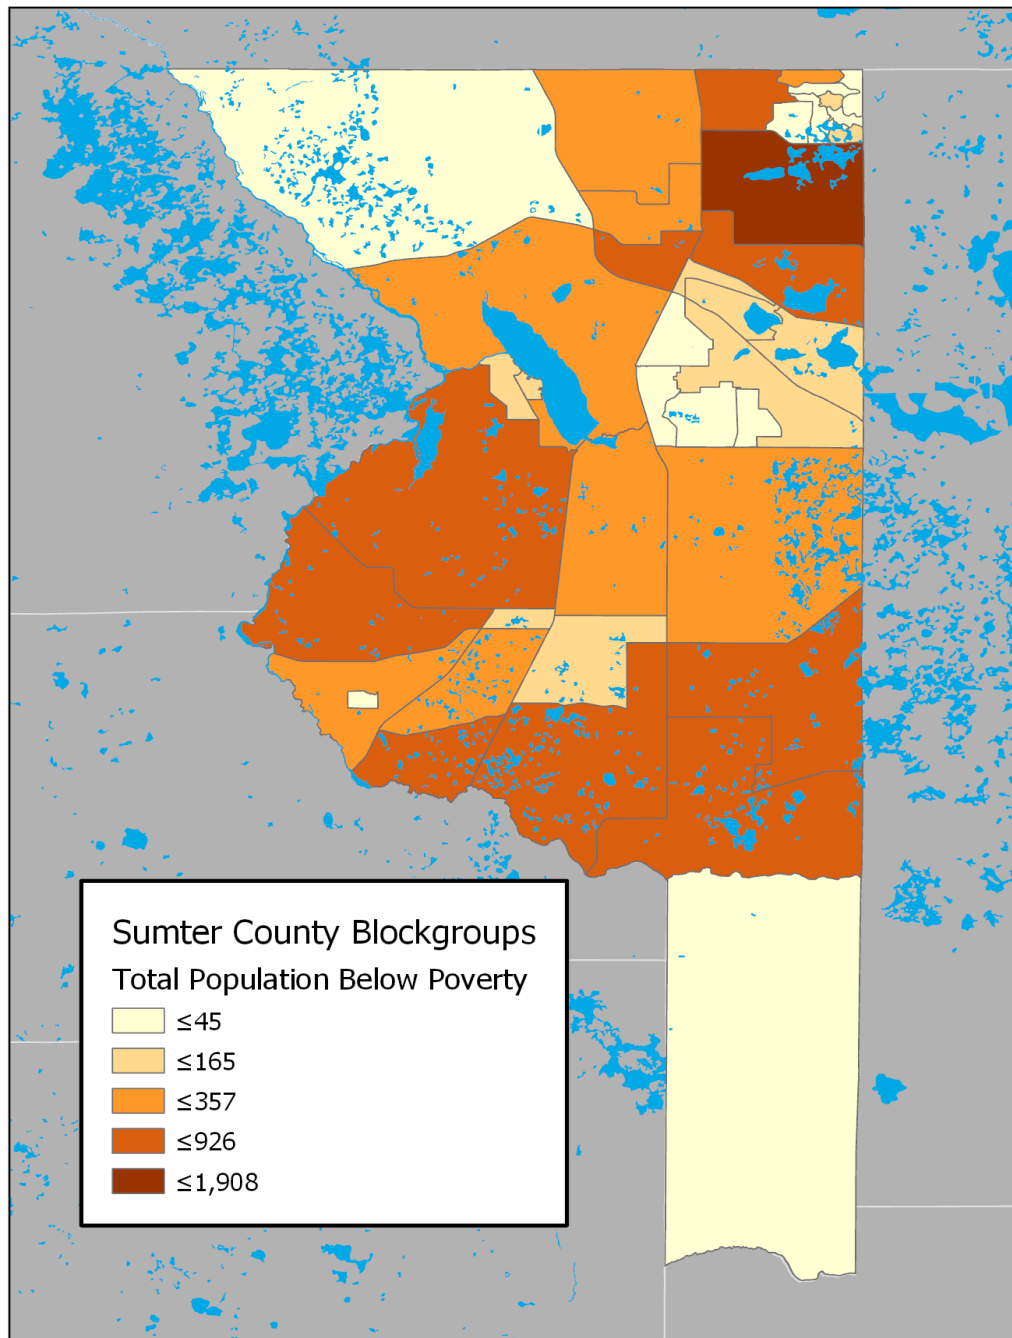 Sumter County Blockgroups
Total Population Below Poverty
≤45
≤165
≤357
≤926
≤1,908